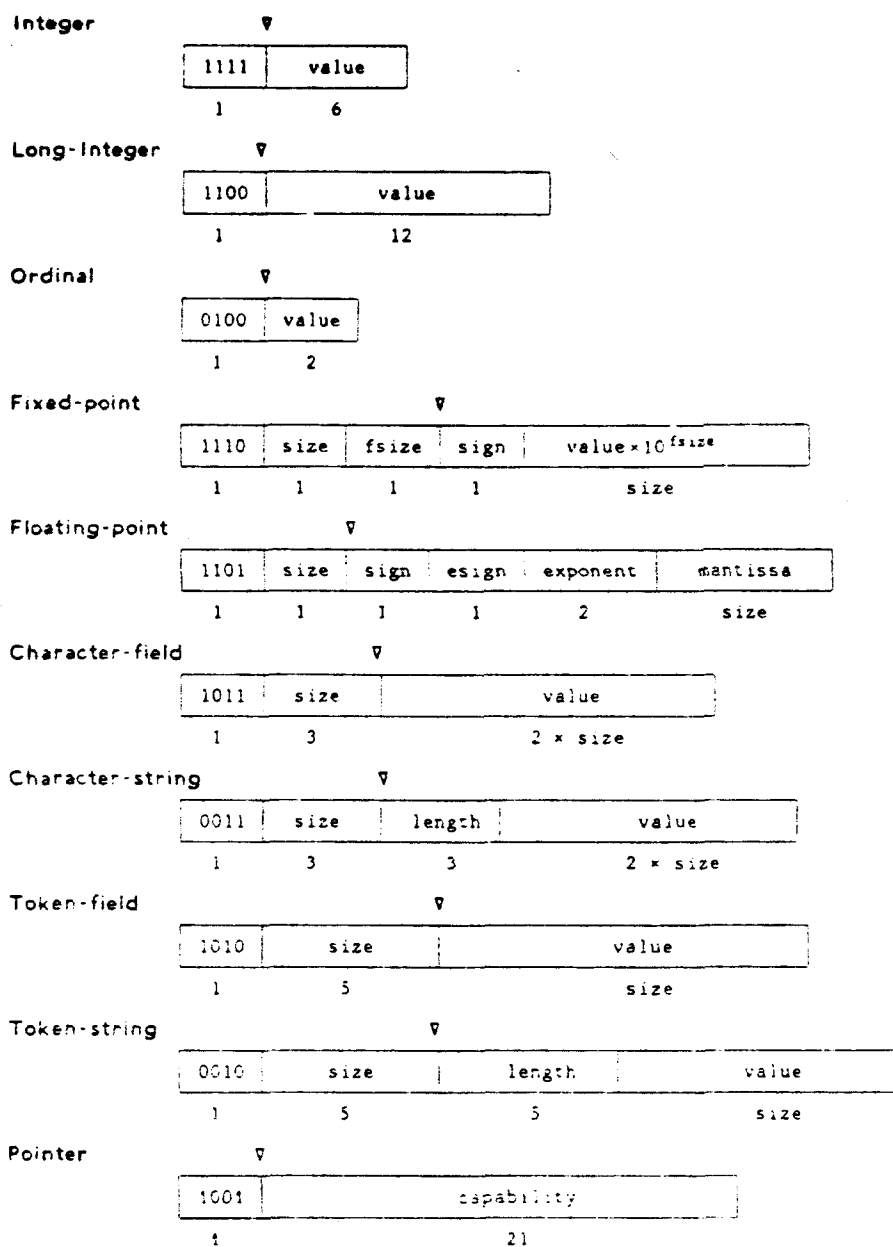 Integer
1111 value
1 6
Long-Integer
1100 value
1 12
Ordinal
0100 value
1 2
Fixed-point
1110 size fsize sign value×10^fsize
1 1 1 1 size
Floating-point
1101 size sign esign exponent mantissa
1 1 1 1 2 size
Character-field
1011 size value
1 3 2 × size
Character-string
0011 size length value
1 3 3 2 × size
Token-field
1010 size value
1 5 size
Token-string
0010 size length value
1 5 5 size
Pointer
1001 capability
1 21